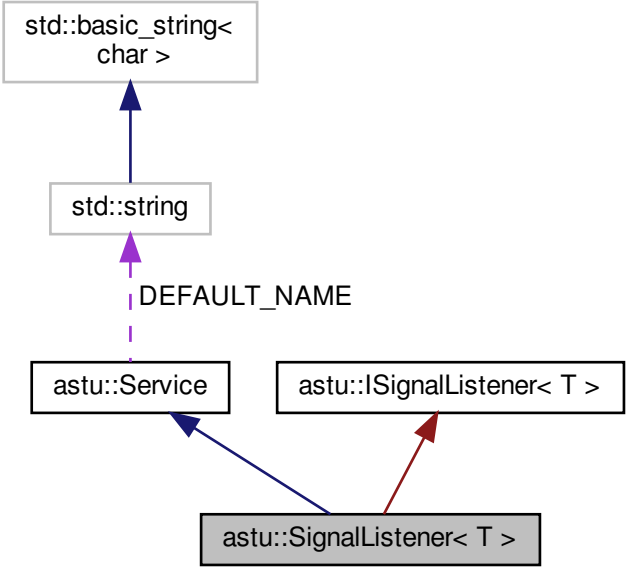 std::basic_string<
char >
std::string
DEFAULT_NAME
astu::Service
astu::ISignalListener< T >
astu::SignalListener< T >